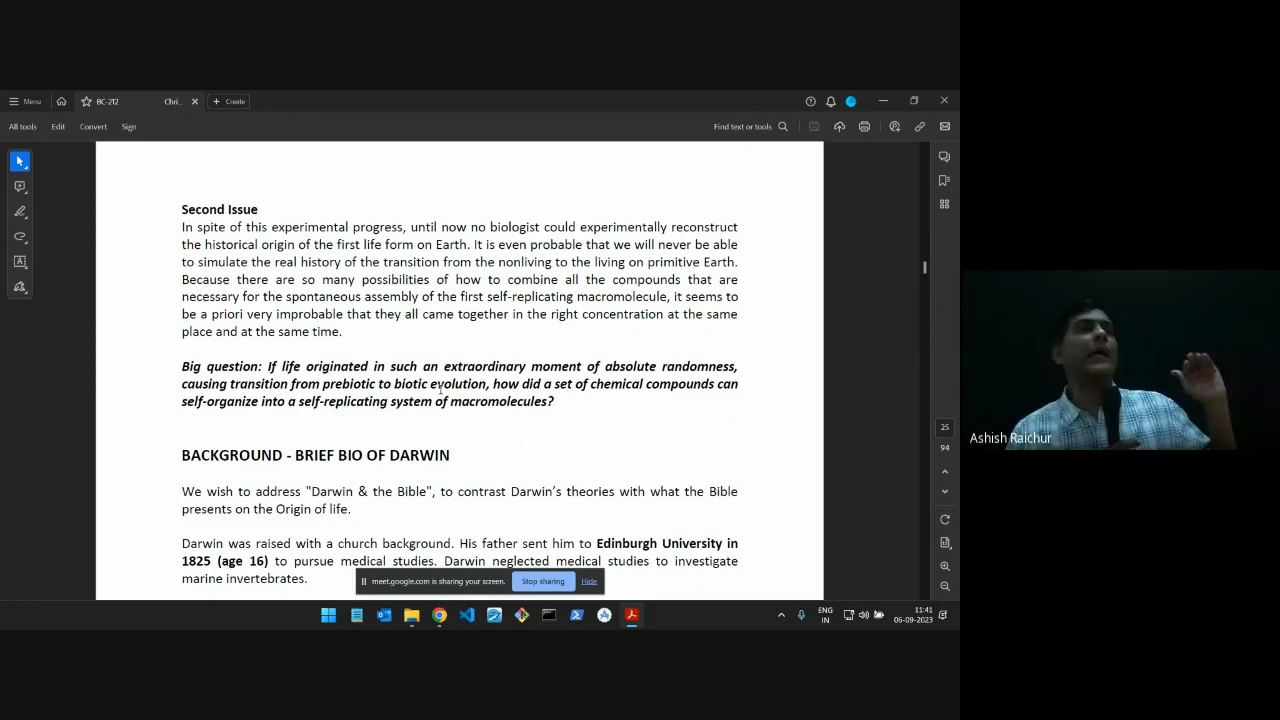 Menu
BC-212
Chri...
Create
All tools
Edit
Convert
Sign
Find text or tools
Second Issue
In spite of this experimental progress, until now no biologist could experimentally reconstruct
the historical origin of the first life form on Earth. It is even probable that we will never be able
to simulate the real history of the transition from the nonliving to the living on primitive Earth.
Because there are so many possibilities of how to combine all the compounds that are
necessary for the spontaneous assembly of the first self-replicating macromolecule, it seems to
be a priori very improbable that they all came together in the right concentration at the same
place and at the same time.
Big question: If life originated in such an extraordinary moment of absolute randomness,
causing transition from prebiotic to biotic evolution, how did a set of chemical compounds can
self-organize into a self-replicating system of macromolecules?
BACKGROUND - BRIEF BIO OF DARWIN
We wish to address "Darwin & the Bible", to contrast Darwin's theories with what the Bible
presents on the Origin of life.
Darwin was raised with a church background. His father sent him to Edinburgh University in
1825 (age 16) to pursue medical studies. Darwin neglected medical studies to investigate
marine invertebrates.
meet.google.com is sharing your screen.
Stop sharing
Hide
25
94
Ashish Raichur
ENG
IN
11:41
06-09-2023